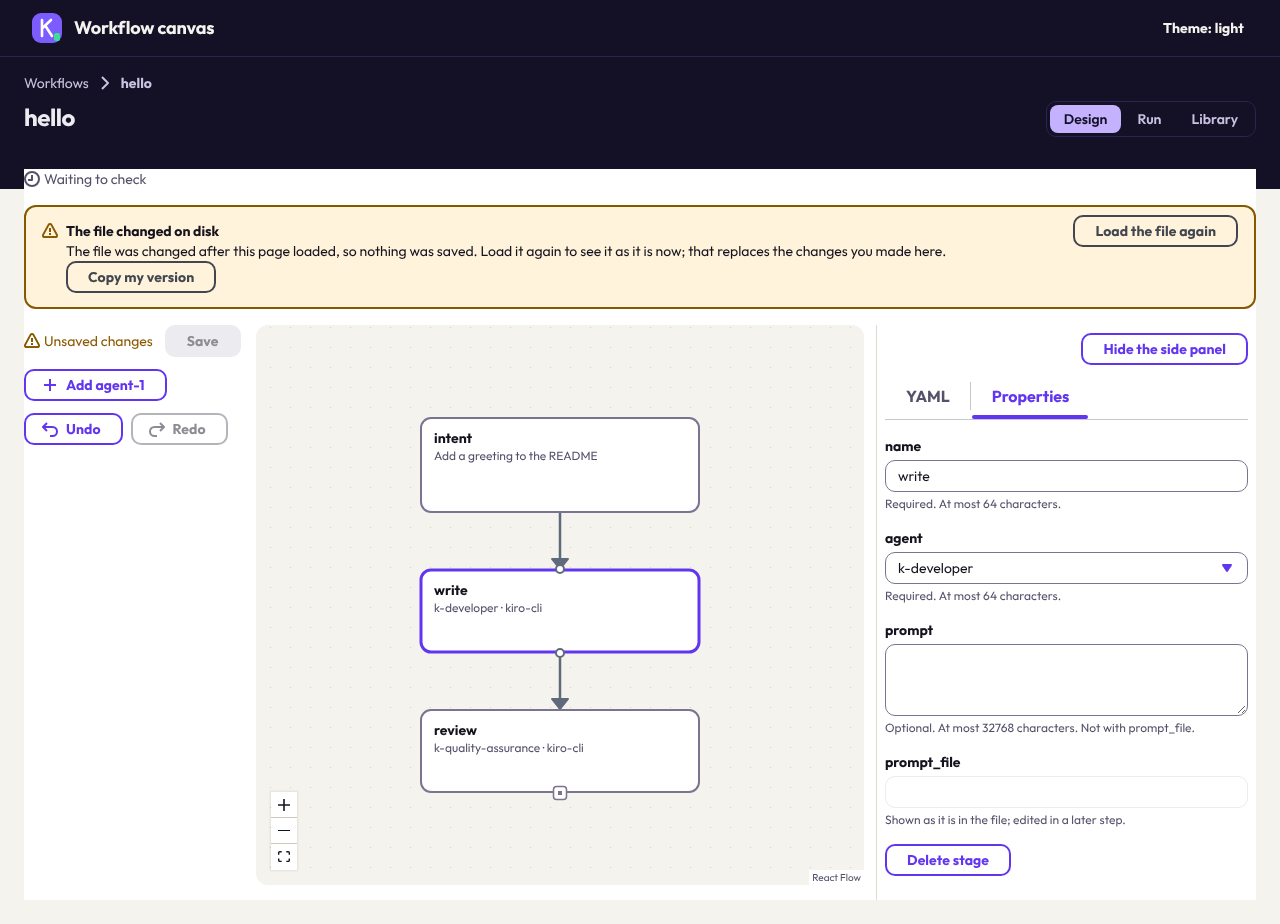 K
Workflow canvas
Theme: light
Workflows
hello
hello
Design
Run
Library
Waiting to check
The file changed on disk
The file was changed after this page loaded, so nothing was saved. Load it again to see it as it is now; that replaces the changes you made here.
Load the file again
Copy my version
Unsaved changes
Save
Add agent-1
Undo
Redo
intent
Add a greeting to the README
write
k-developer · kiro-cli
review
k-quality-assurance · kiro-cli
React Flow
Hide the side panel
YAML
Properties
name
write
Required. At most 64 characters.
agent
k-developer
Required. At most 64 characters.
prompt
Optional. At most 32768 characters. Not with prompt_file.
prompt_file
Shown as it is in the file; edited in a later step.
Delete stage